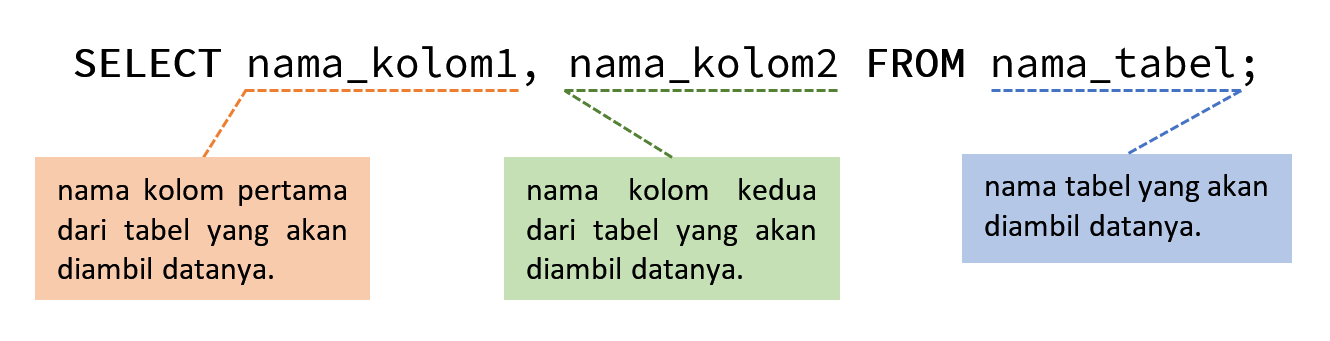 SELECT nama_kolom1, nama_kolom2 FROM nama_tabel;
nama kolom pertama
dari tabel yang akan
diambil datanya.
nama kolom kedua
dari tabel yang akan
diambil datanya.
nama tabel yang akan
diambil datanya.